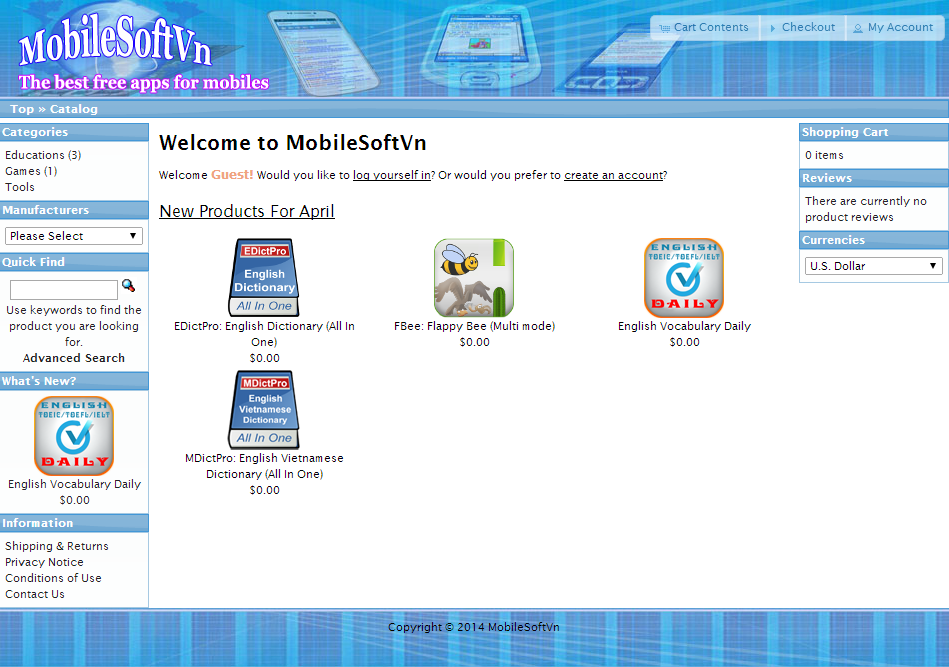 MobileSoftVn
The best free apps for mobiles
Cart Contents
Checkout
My Account
Top » Catalog
Categories
Educations (3)
Games (1)
Tools
Manufacturers
Please Select
Quick Find
Use keywords to find the
product you are looking
for.
Advanced Search
What's New?
ENGLISH
TOEIC/TOEFL/IELT
DAILY
English Vocabulary Daily
$0.00
Information
Shipping & Returns
Privacy Notice
Conditions of Use
Contact Us
Welcome to MobileSoftVn
Welcome Guest! Would you like to log yourself in? Or would you prefer to create an account?
New Products For April
EDictPro
English
Dictionary
All In One
EDictPro: English Dictionary (All In
One)
$0.00
FBee: Flappy Bee (Multi mode)
$0.00
ENGLISH
TOEIC/TOEFL/IELT
DAILY
English Vocabulary Daily
$0.00
MDictPro
English
Vietnamese
Dictionary
All In One
MDictPro: English Vietnamese
Dictionary (All In One)
$0.00
Shopping Cart
0 items
Reviews
There are currently no
product reviews
Currencies
U.S. Dollar
Copyright © 2014 MobileSoftVn